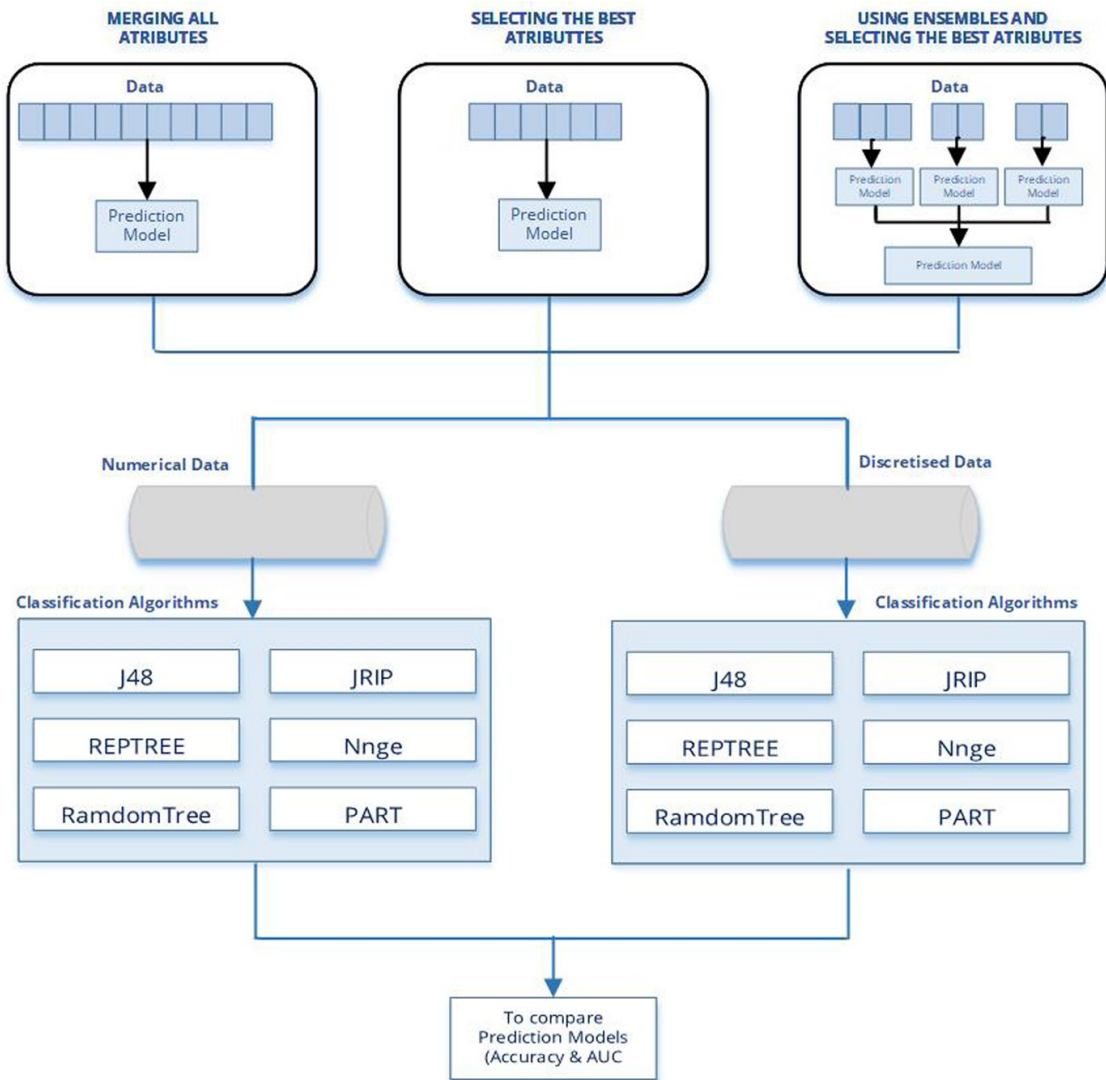 MERGING ALL
ATRIBUTES
SELECTING THE BEST
ATRIBUTTES
USING ENSEMBLES AND
SELECTING THE BEST ATRIBUTES
Data
Prediction
Model
Data
Prediction
Model
Data
Prediction
Model
Prediction
Model
Prediction
Model
Prediction Model
Numerical Data
Discretised Data
Classification Algorithms
J48
JRIP
REPTREE
Nnge
RamdomTree
PART
Classification Algorithms
J48
JRIP
REPTREE
Nnge
RamdomTree
PART
To compare
Prediction Models
(Accuracy & AUC